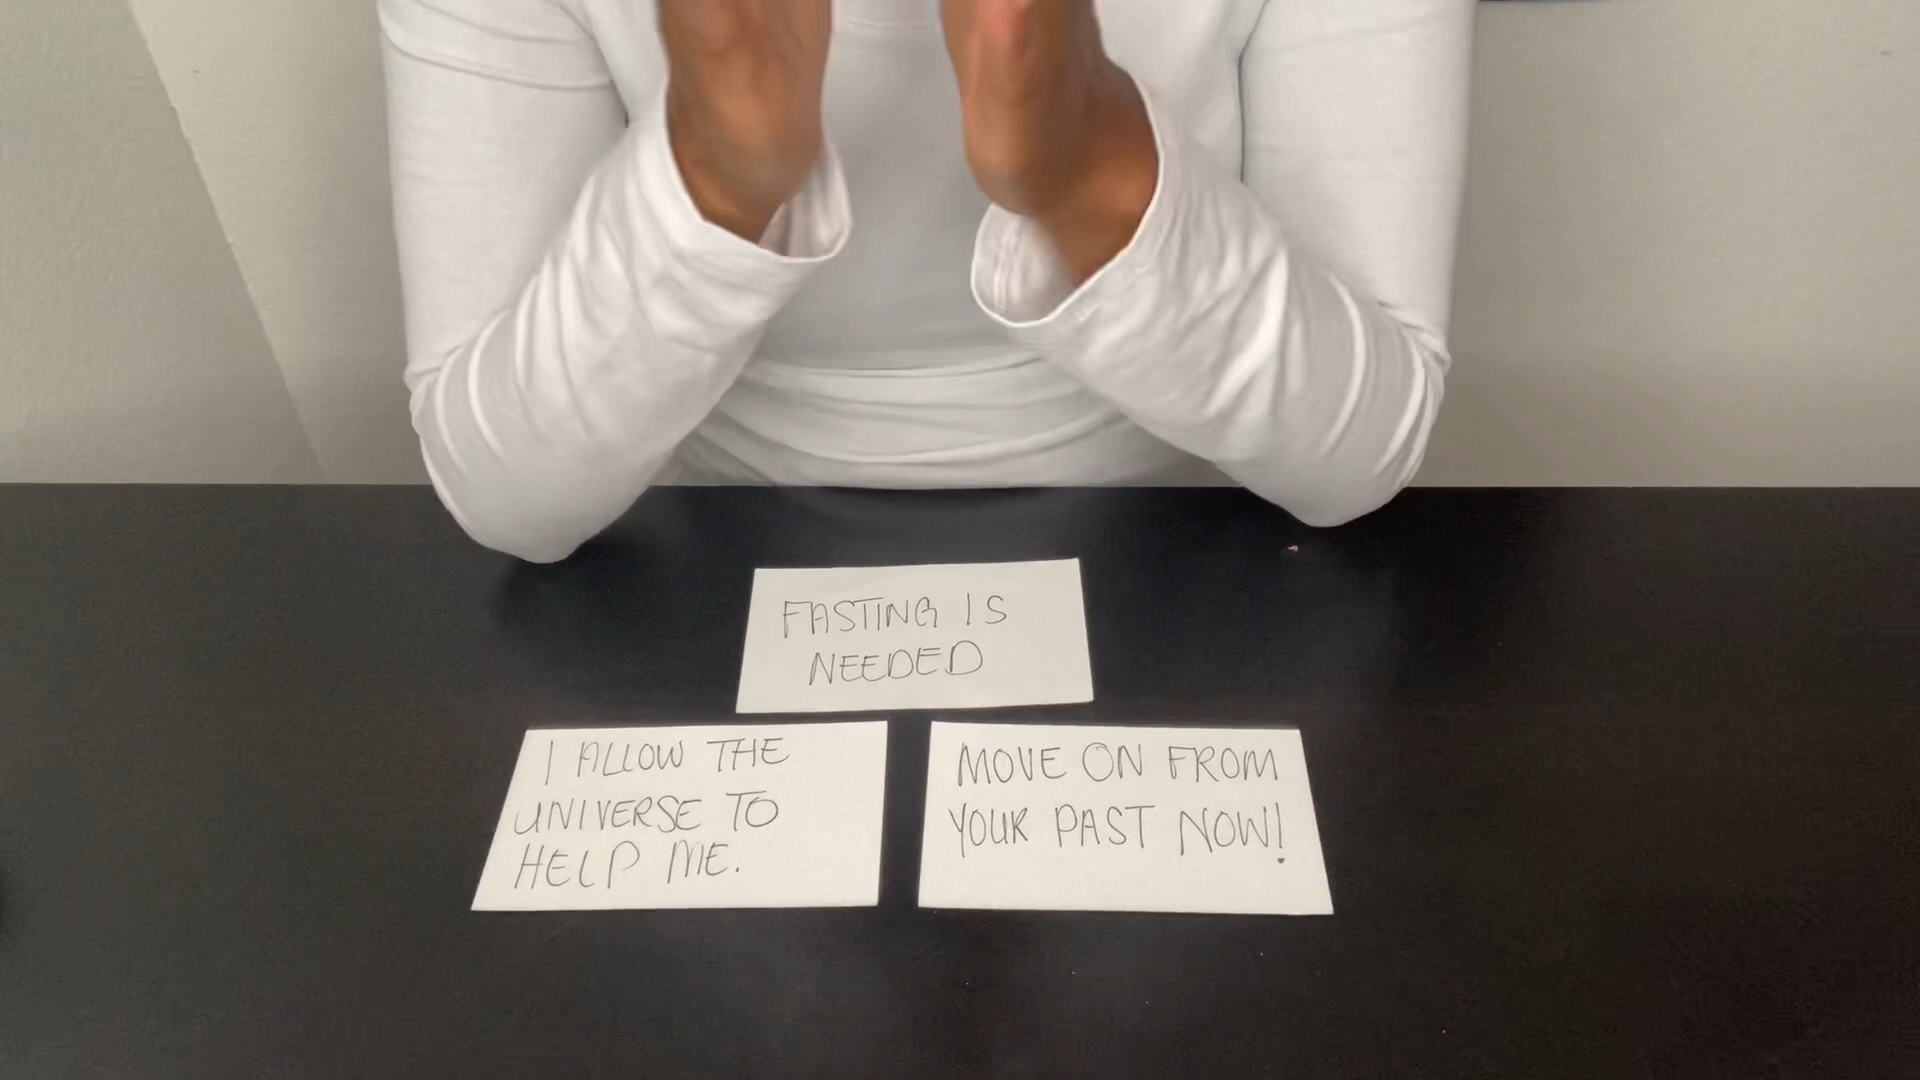 FASTING IS
NEEDED
I ALLOW THE
UNIVERSE TO
HELP ME.
MOVE ON FROM
YOUR PAST NOW!